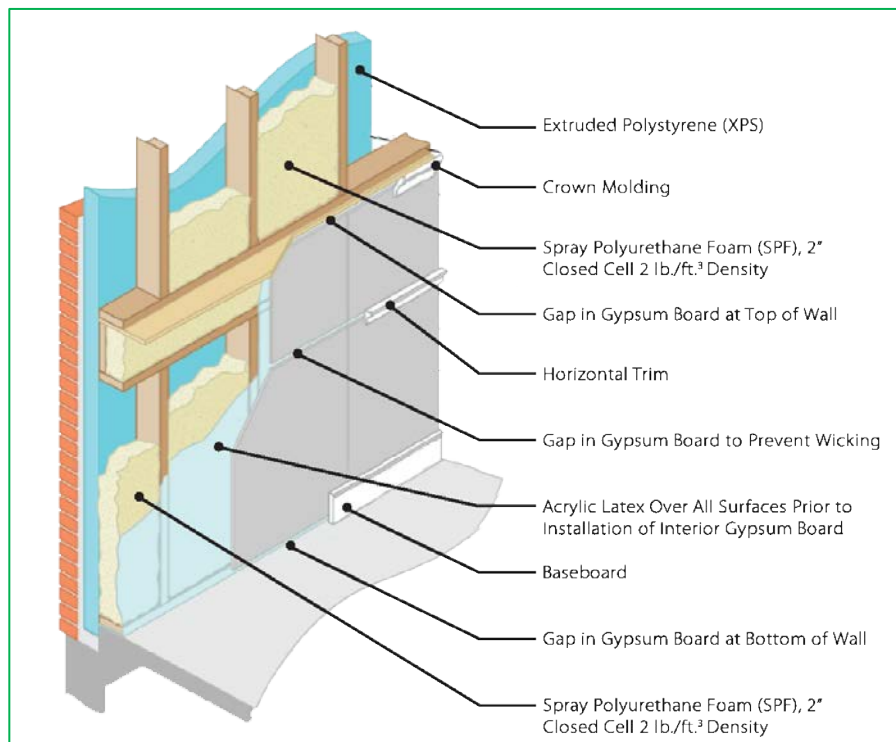 Extruded Polystyrene (XPS)
Crown Molding
Spray Polyurethane Foam (SPF), 2"
Closed Cell 2 lb./ft.³ Density
Gap in Gypsum Board at Top of Wall
Horizontal Trim
Gap in Gypsum Board to Prevent Wicking
Acrylic Latex Over All Surfaces Prior to
Installation of Interior Gypsum Board
Baseboard
Gap in Gypsum Board at Bottom of Wall
Spray Polyurethane Foam (SPF), 2"
Closed Cell 2 lb./ft.³ Density